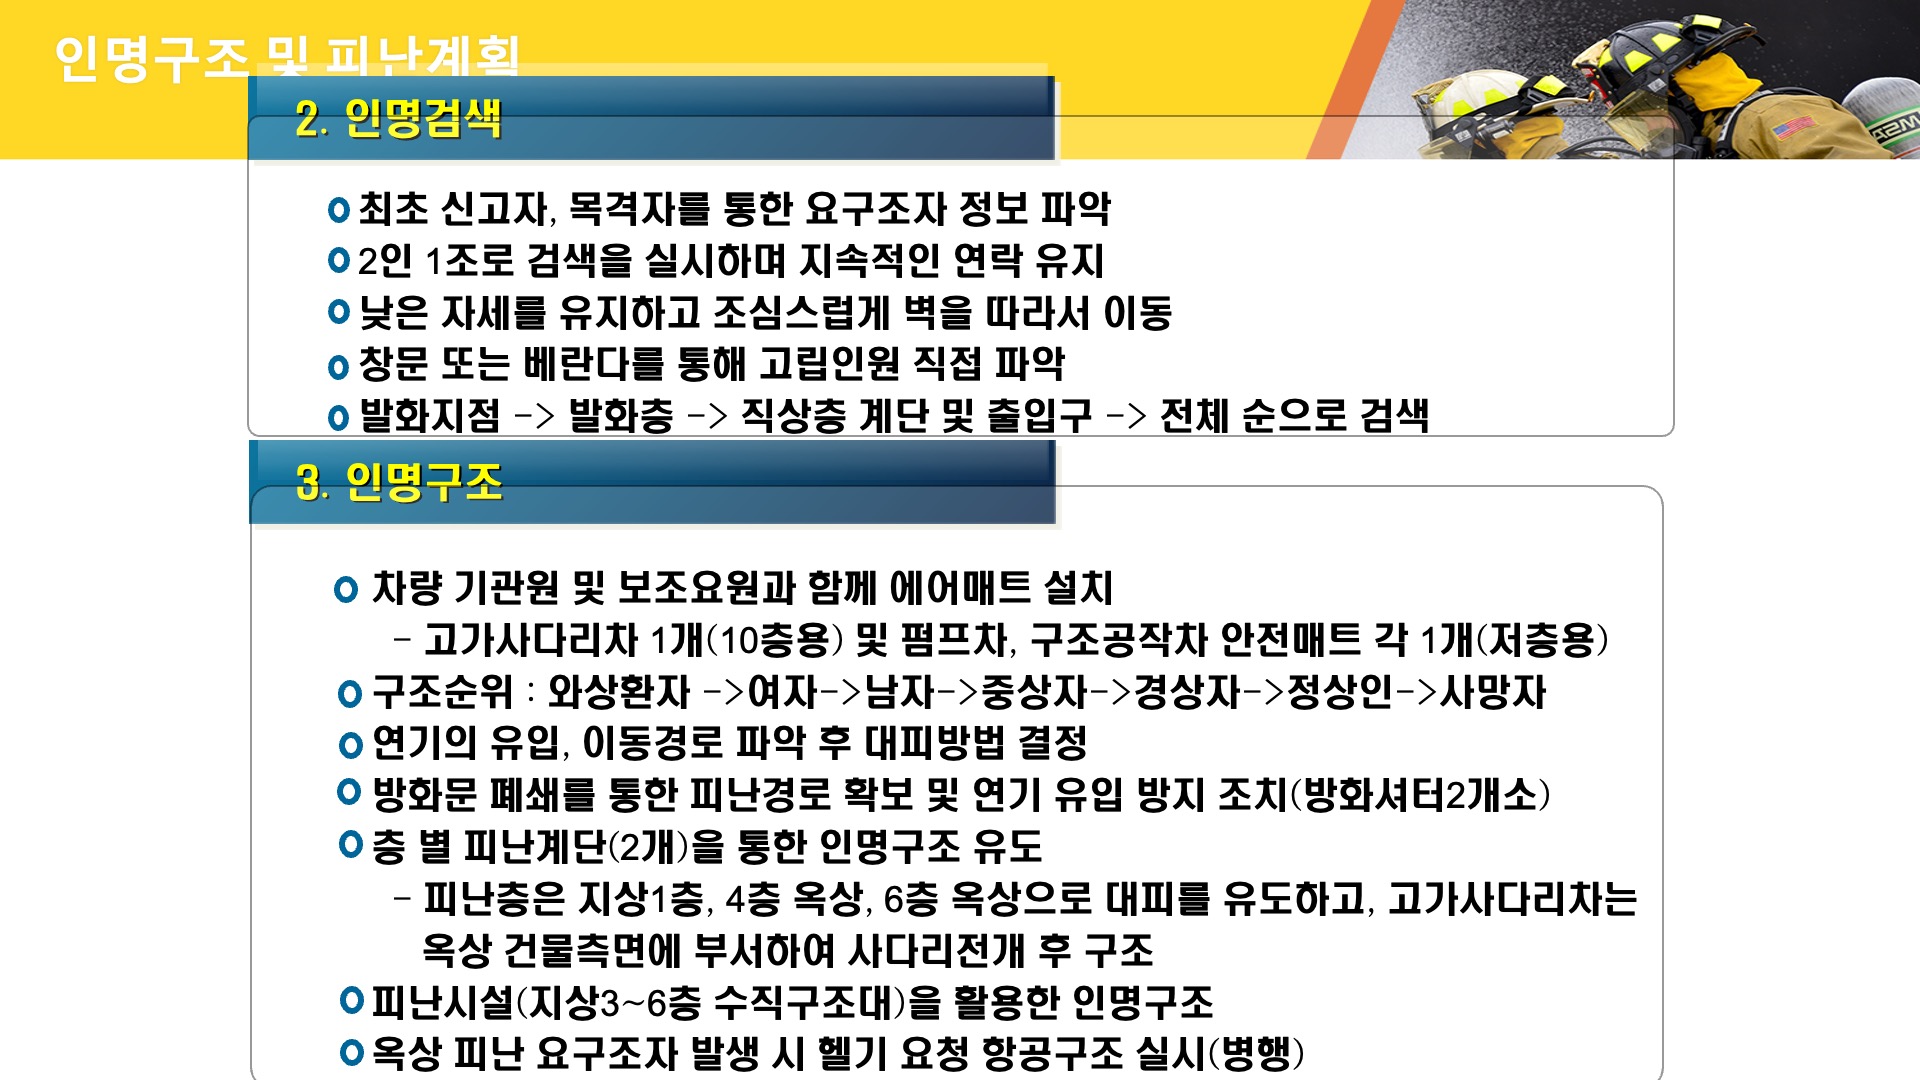 인명구조 및 피난계획
2. 인명검색
최초 신고자, 목격자를 통한 요구조자 정보 파악
2인 1조로 검색을 실시하며 지속적인 연락 유지
낮은 자세를 유지하고 조심스럽게 벽을 따라서 이동
창문 또는 베란다를 통해 고립인원 직접 파악
발화지점 -> 발화층 -> 직상층 계단 및 출입구 -> 전체 순으로 검색
3. 인명구조
차량 기관원 및 보조요원과 함께 에어매트 설치
- 고가사다리차 1개(10층용) 및 펌프차, 구조공작차 안전매트 각 1개(저층용)
구조순위 : 와상환자 ->여자->남자->중상자->경상자->정상인->사망자
연기의 유입, 이동경로 파악 후 대피방법 결정
방화문 폐쇄를 통한 피난경로 확보 및 연기 유입 방지 조치(방화셔터2개소)
층 별 피난계단(2개)을 통한 인명구조 유도
- 피난층은 지상1층, 4층 옥상, 6층 옥상으로 대피를 유도하고, 고가사다리차는
옥상 건물측면에 부서하여 사다리전개 후 구조
피난시설(지상3~6층 수직구조대)을 활용한 인명구조
옥상 피난 요구조자 발생 시 헬기 요청 항공구조 실시(병행)
MSA